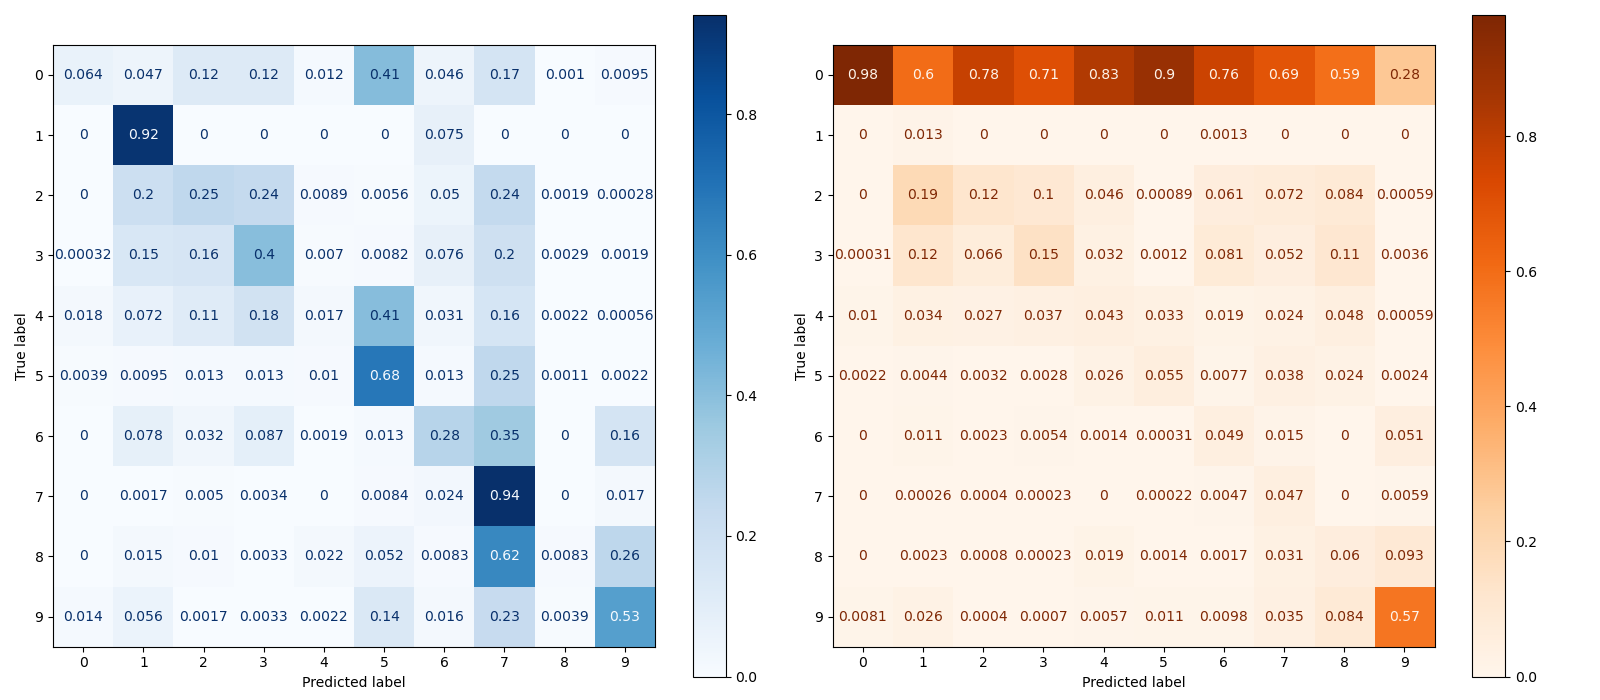 0 0.064 0.047 0.12 0.12 0.012 0.41 0.046 0.17 0.001 0.0095
1 0 0.92 0 0 0 0 0.075 0 0 0
2 0 0.2 0.25 0.24 0.0089 0.0056 0.05 0.24 0.0019 0.00028
3 0.00032 0.15 0.16 0.4 0.007 0.0082 0.076 0.2 0.0029 0.0019
4 0.018 0.072 0.11 0.18 0.017 0.41 0.031 0.16 0.0022 0.00056
5 0.0039 0.0095 0.013 0.013 0.01 0.68 0.013 0.25 0.0011 0.0022
6 0 0.078 0.032 0.087 0.0019 0.013 0.28 0.35 0 0.16
7 0 0.0017 0.005 0.0034 0 0.0084 0.024 0.94 0 0.017
8 0 0.015 0.01 0.0033 0.022 0.052 0.0083 0.62 0.0083 0.26
9 0.014 0.056 0.0017 0.0033 0.0022 0.14 0.016 0.23 0.0039 0.53
0 1 2 3 4 5 6 7 8 9
True label
Predicted label
0.8
0.6
0.4
0.2
0.0
0 0.98 0.6 0.78 0.71 0.83 0.9 0.76 0.69 0.59 0.28
1 0 0.013 0 0 0 0 0.0013 0 0 0
2 0 0.19 0.12 0.1 0.046 0.00089 0.061 0.072 0.084 0.00059
3 0.00031 0.12 0.066 0.15 0.032 0.0012 0.081 0.052 0.11 0.0036
4 0.01 0.034 0.027 0.037 0.043 0.033 0.019 0.024 0.048 0.00059
5 0.0022 0.0044 0.0032 0.0028 0.026 0.055 0.0077 0.038 0.024 0.0024
6 0 0.011 0.0023 0.0054 0.0014 0.00031 0.049 0.015 0 0.051
7 0 0.00026 0.0004 0.00023 0 0.00022 0.0047 0.047 0 0.0059
8 0 0.0023 0.0008 0.00023 0.019 0.0014 0.0017 0.031 0.06 0.093
9 0.0081 0.026 0.0004 0.0007 0.0057 0.011 0.0098 0.035 0.084 0.57
0 1 2 3 4 5 6 7 8 9
True label
Predicted label
0.8
0.6
0.4
0.2
0.0